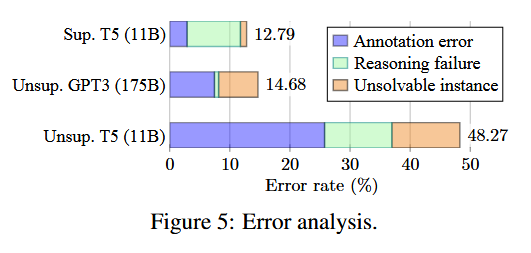 Sup. T5 (11B)
12.79
Annotation error
Reasoning failure
Unsolvable instance
Unsup. GPT3 (175B)
14.68
Unsup. T5 (11B)
48.27
0 10 20 30 40 50
Error rate (%)
Figure 5: Error analysis.